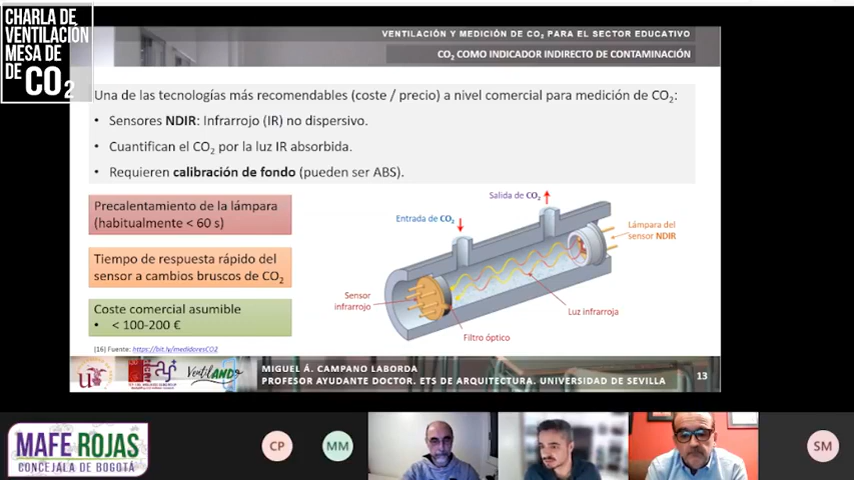 CHARLA DE
VENTILACIÓN
MESA DE
DE CO₂
VENTILACIÓN Y MEDICIÓN DE CO₂ PARA EL SECTOR EDUCATIVO
CO₂ COMO INDICADOR INDIRECTO DE CONTAMINACIÓN
Una de las tecnologías más recomendables (coste / precio) a nivel comercial para medición de CO₂:
• Sensores NDIR: Infrarrojo (IR) no dispersivo.
• Cuantifican el CO₂ por la luz IR absorbida.
• Requieren calibración de fondo (pueden ser ABS).
Precalentamiento de la lámpara
(habitualmente < 60 s)
Tiempo de respuesta rápido del
sensor a cambios bruscos de CO₂
Coste comercial asumible
• < 100-200 €
Salida de CO₂
Entrada de CO₂
Lámpara del
sensor NDIR
Sensor
infrarrojo
Luz infrarroja
Filtro óptico
[16] Fuente: https://bit.ly/medidoresCO2
VentilANDO
MIGUEL Á. CAMPANO LABORDA
PROFESOR AYUDANTE DOCTOR. ETS DE ARQUITECTURA. UNIVERSIDAD DE SEVILLA
13
MAFE ROJAS
CONCEJALA DE BOGOTÁ
CP
MM
SM